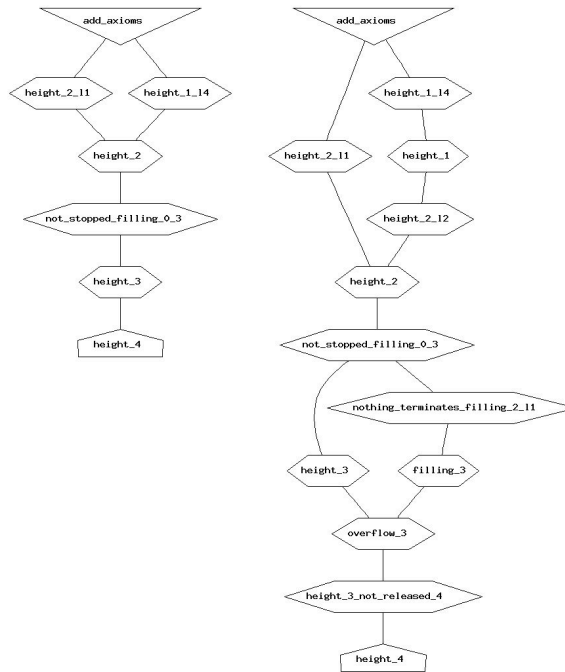 add_axioms
height_2_l1
height_1_l4
height_2
not_stopped_filling_0_3
height_3
height_4
add_axioms
height_1_l4
height_2_l1
height_1
height_2_l2
height_2
not_stopped_filling_0_3
nothing_terminates_filling_2_l1
height_3
filling_3
overflow_3
height_3_not_released_4
height_4